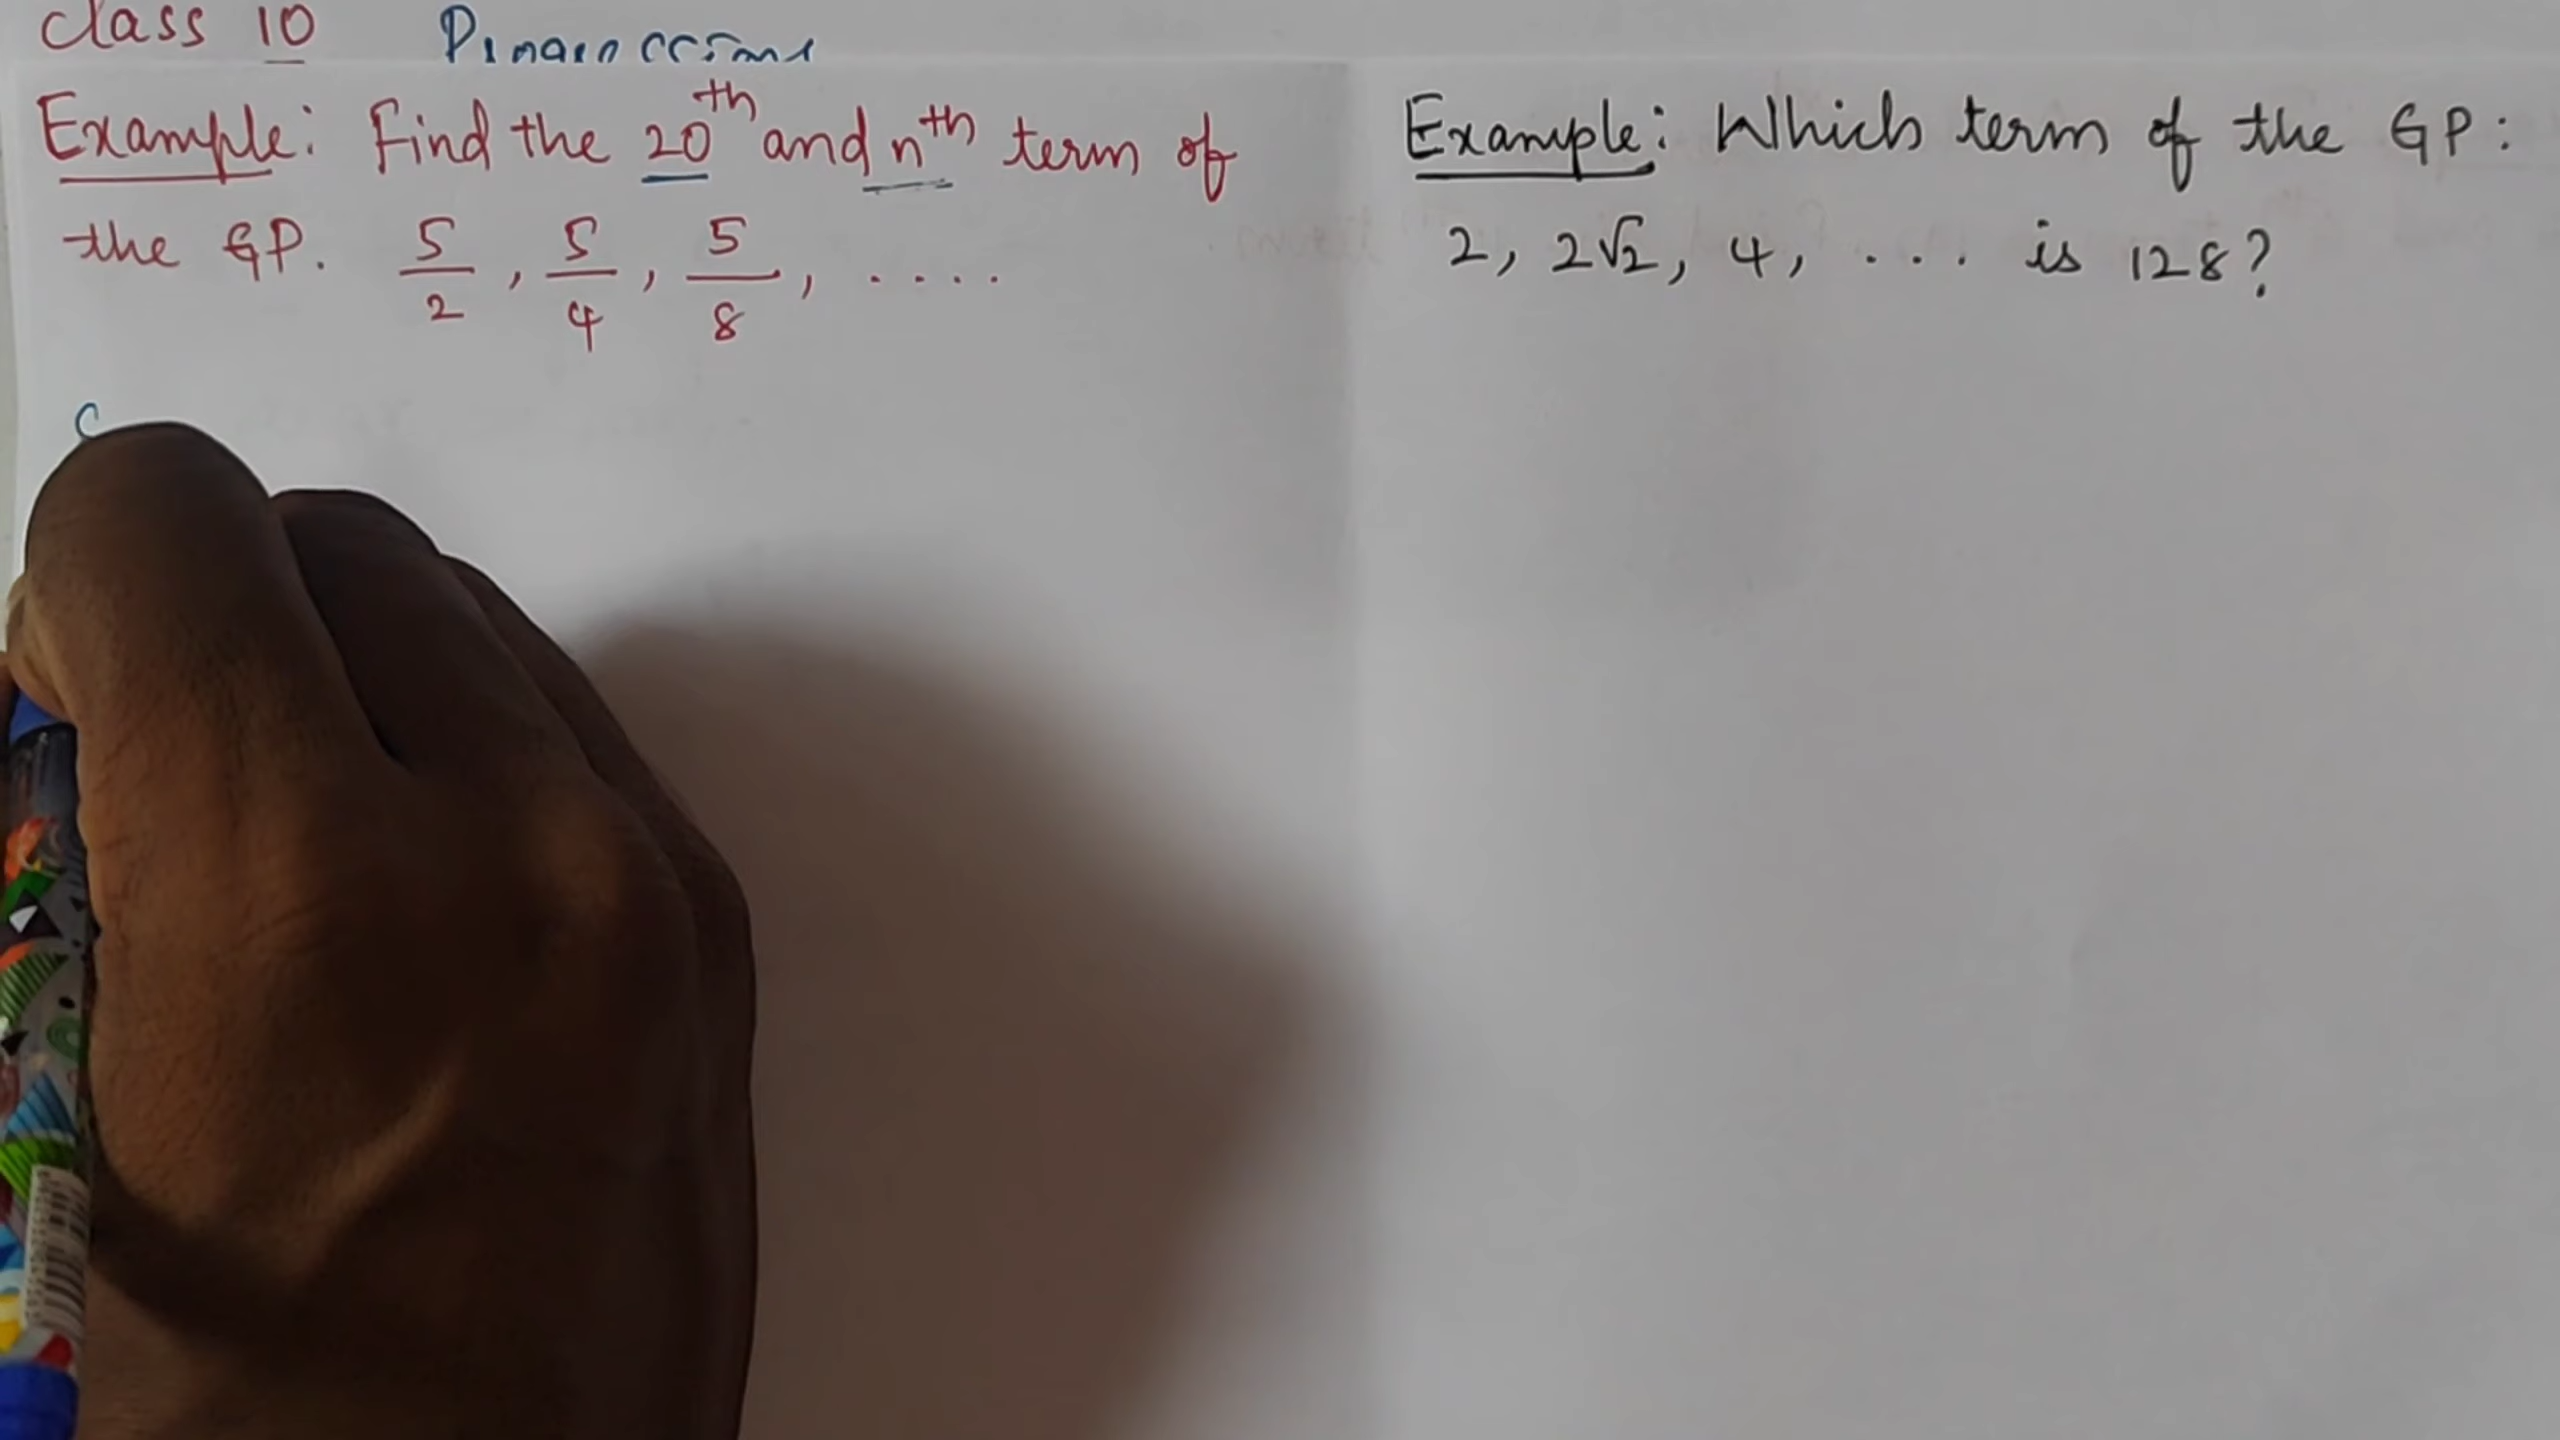 Class 10
Example: Find the 20th and nth term of
the GP. 5/2, 5/4, 5/8, ....
Example: Which term of the GP:
2, 2√2, 4, ... is 128?